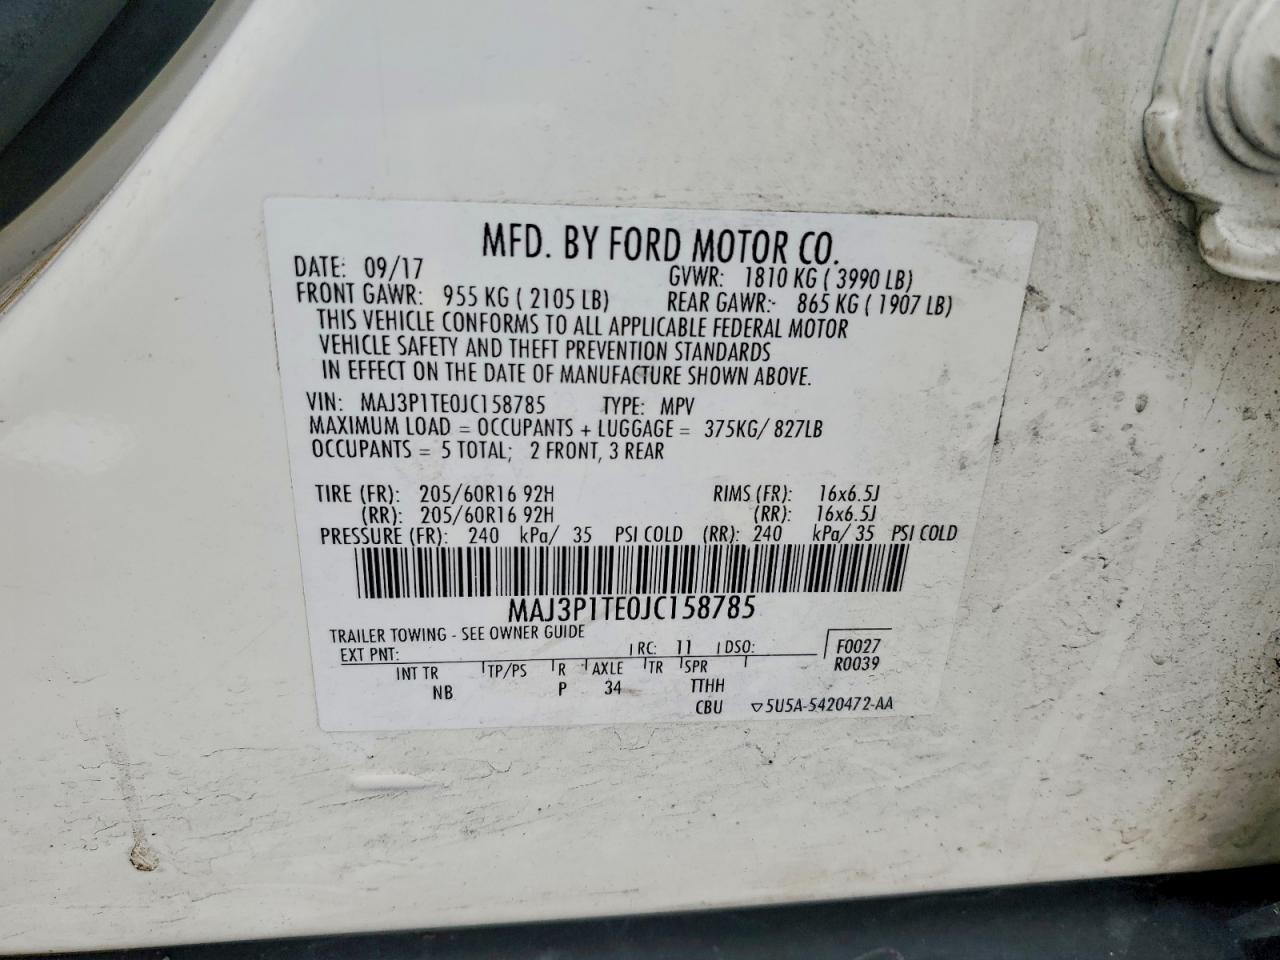 MFD. BY FORD MOTOR CO.
DATE: 09/17 GVWR: 1810 KG ( 3990 LB)
FRONT GAWR: 955 KG ( 2105 LB) REAR GAWR: 865 KG ( 1907 LB)
THIS VEHICLE CONFORMS TO ALL APPLICABLE FEDERAL MOTOR
VEHICLE SAFETY AND THEFT PREVENTION STANDARDS
IN EFFECT ON THE DATE OF MANUFACTURE SHOWN ABOVE.
VIN: MAJ3P1TE0JC158785 TYPE: MPV
MAXIMUM LOAD = OCCUPANTS + LUGGAGE = 375KG/ 827LB
OCCUPANTS = 5 TOTAL; 2 FRONT, 3 REAR
TIRE (FR): 205/60R16 92H RIMS (FR): 16x6.5J
(RR): 205/60R16 92H (RR): 16x6.5J
PRESSURE (FR): 240 kPa/ 35 PSI COLD (RR): 240 kPa/ 35 PSI COLD
MAJ3P1TE0JC158785
TRAILER TOWING - SEE OWNER GUIDE
EXT PNT: RC: 11 DSO: F0027
R0039
INT TR TP/PS R AXLE TR SPR
NB P 34 TTHH
CBU ▽5U5A-5420472-AA